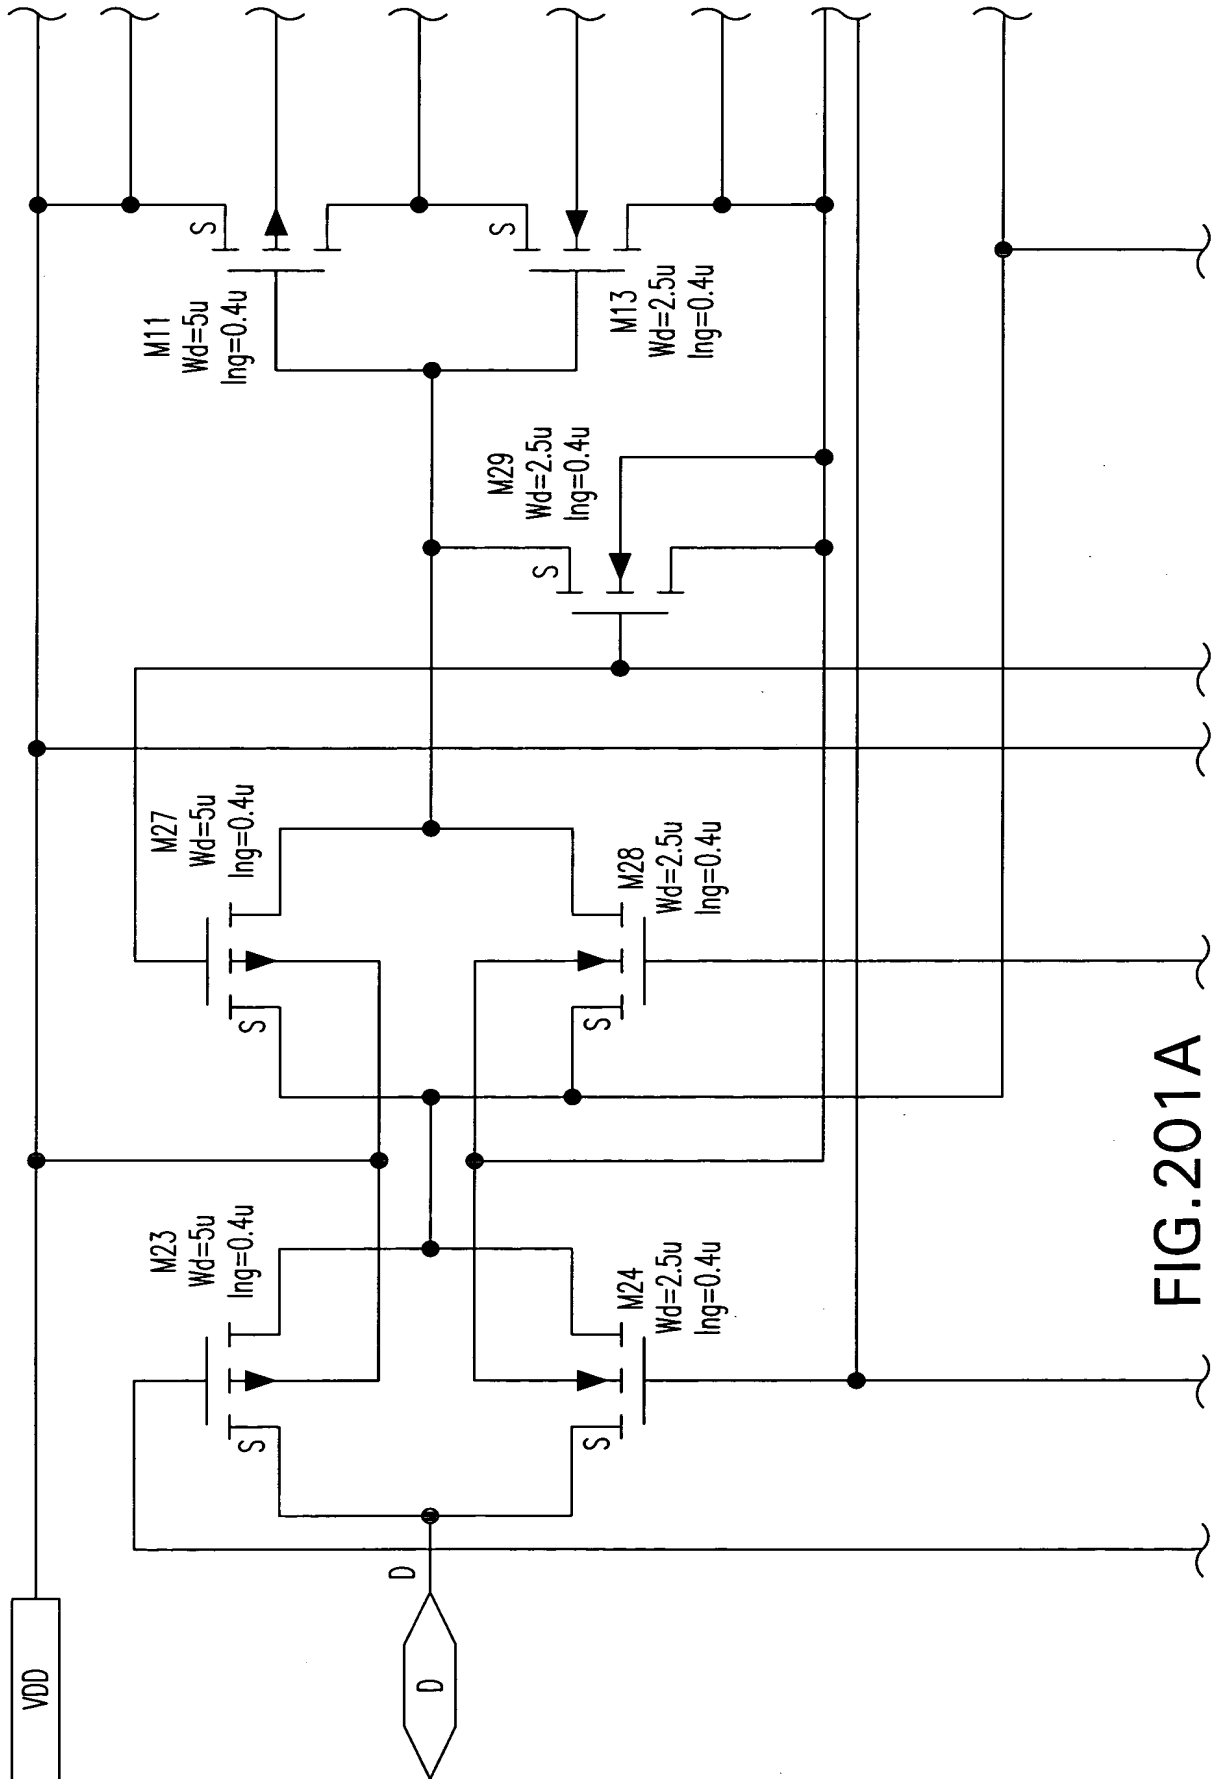 M11
Wd=5u
lng=0.4u
S
S
M13
Wd=2.5u
lng=0.4u
M29
Wd=2.5u
lng=0.4u
S
M27
Wd=5u
lng=0.4u
S
M28
Wd=2.5u
lng=0.4u
S
M23
Wd=5u
lng=0.4u
S
M24
Wd=2.5u
lng=0.4u
S
D
D
VDD
FIG.201A